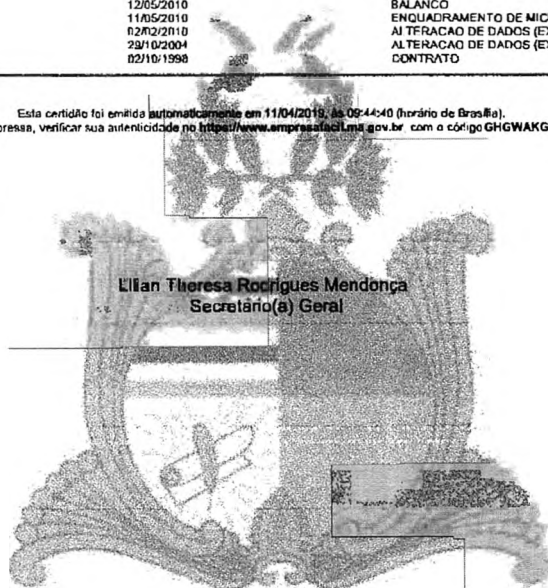 12/05/2010 BALANCO
11/05/2010 ENQUADRAMENTO DE MIC
02/02/2010 ALTERACAO DE DADOS (E
29/10/2004 ALTERACAO DE DADOS (E
02/10/1998 CONTRATO
Esta certidão foi emitida automaticamente em 11/04/2019, às 09:44:40 (horário de Brasília).
pressa, verificar sua autenticidade no https://www.empresafacil.ma.gov.br, com o código GHGWAKG
Lilian Theresa Rodrigues Mendonça
Secretário(a) Geral